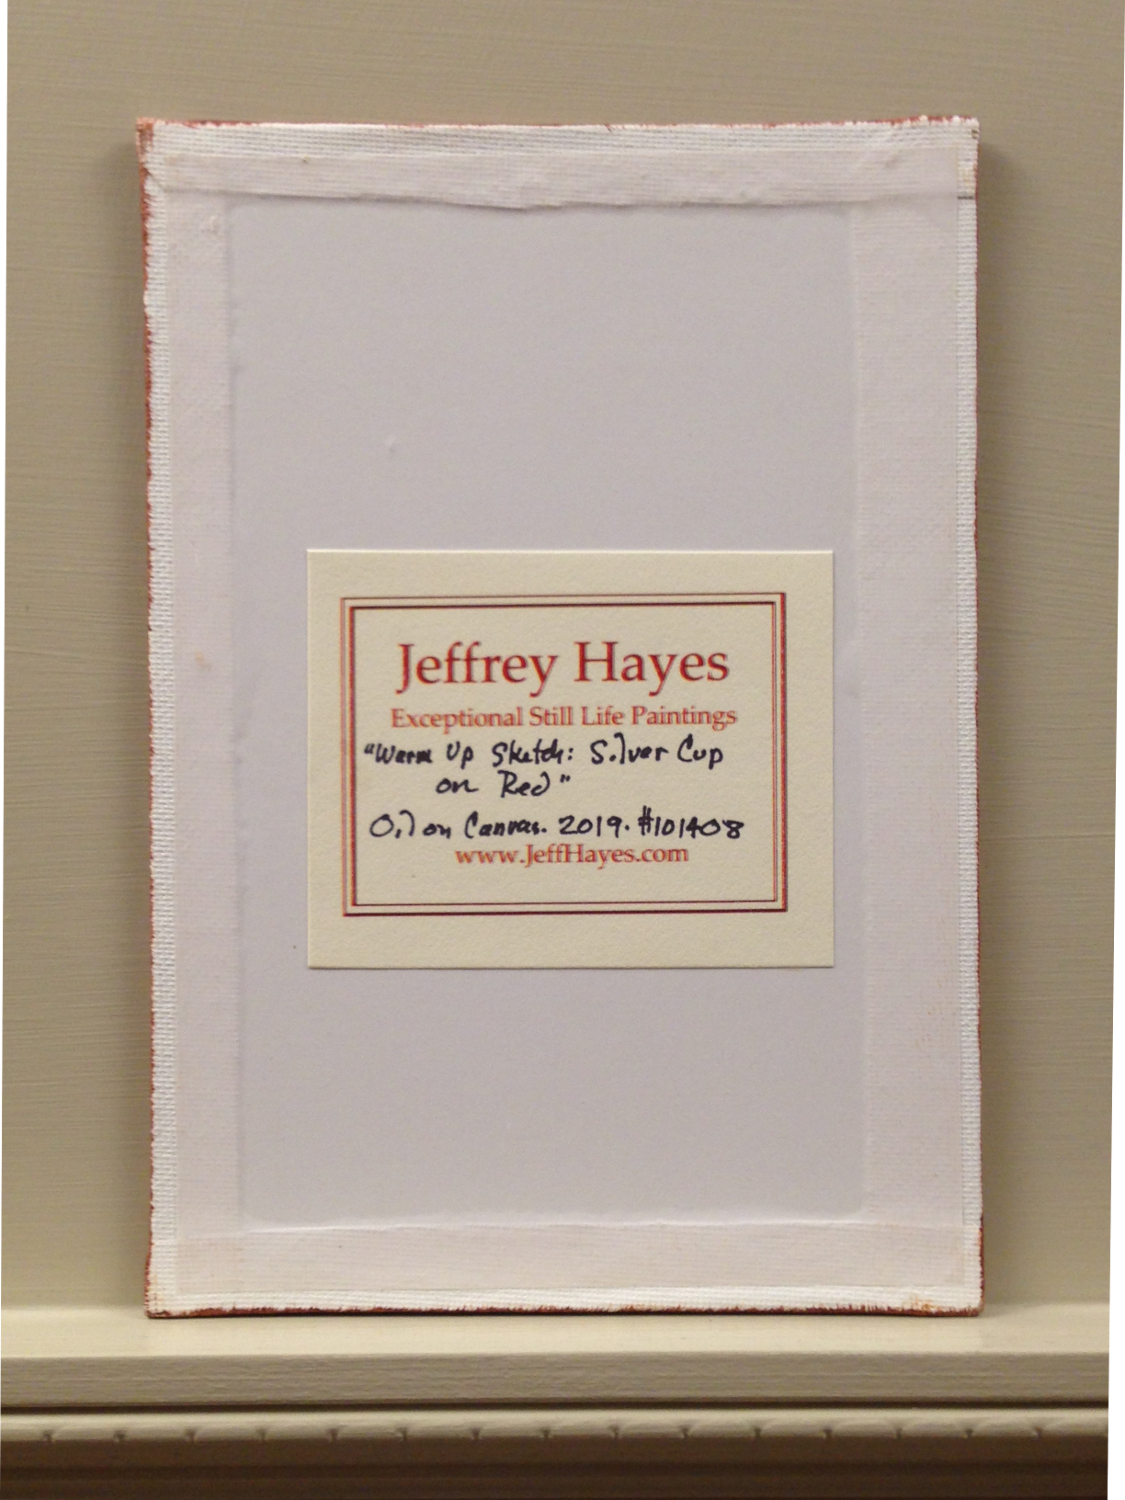 Jeffrey Hayes
Exceptional Still Life Paintings
"Warm Up Sketch: Silver Cup
on Red"
Oil on Canvas. 2019. #101408
www.JeffHayes.com